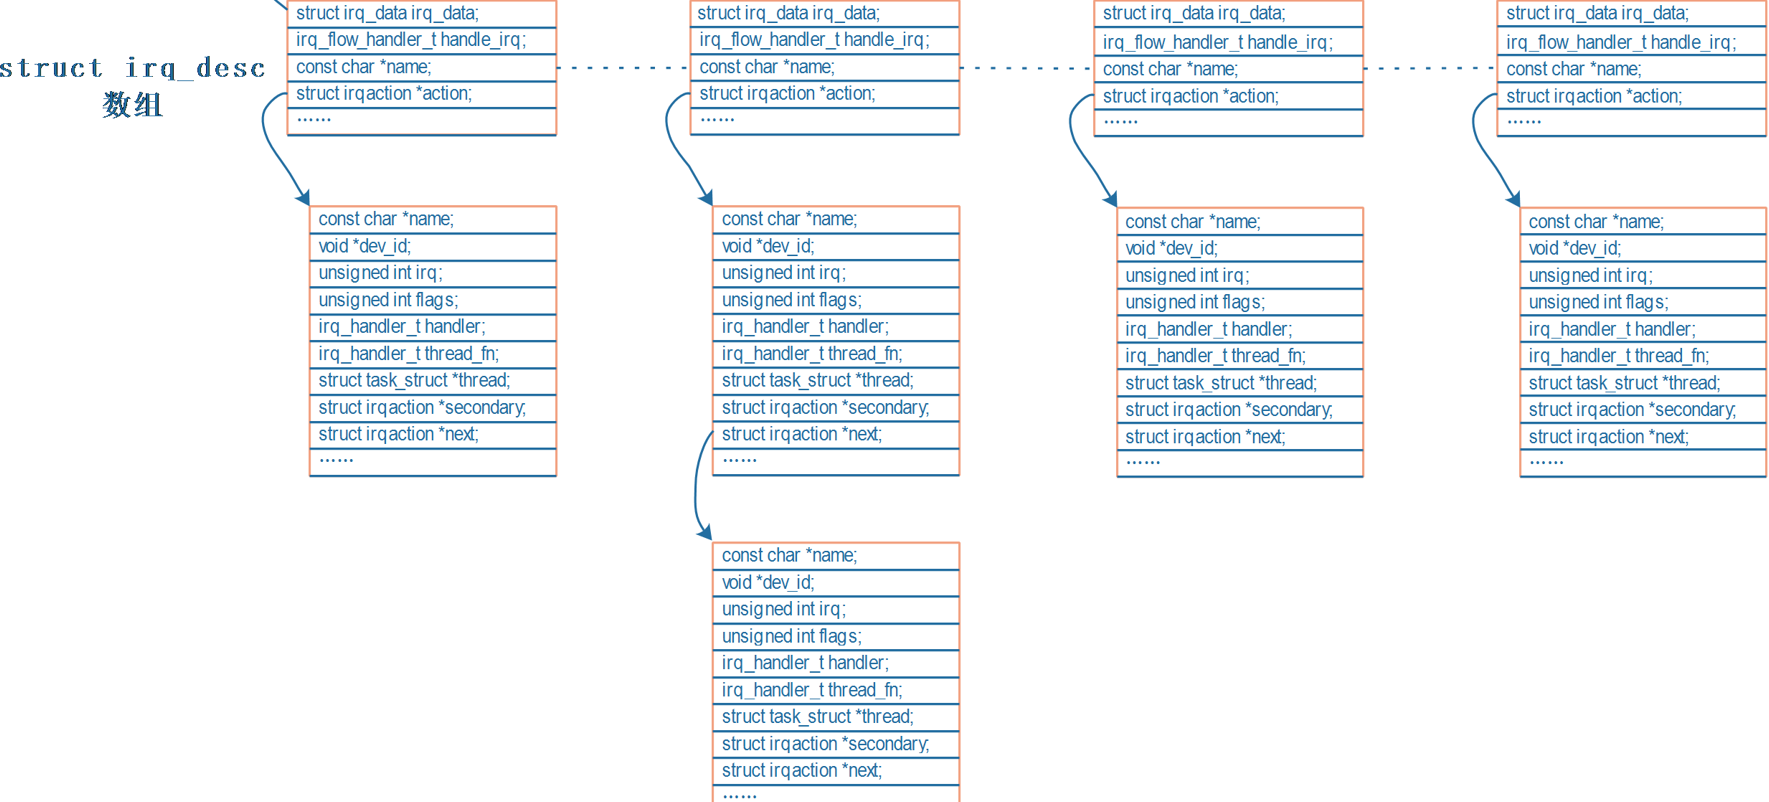 struct irq_desc
数组
struct irq_data irq_data;
irq_flow_handler_t handle_irq;
const char *name;
struct irqaction *action;
……
struct irq_data irq_data;
irq_flow_handler_t handle_irq;
const char *name;
struct irqaction *action;
……
struct irq_data irq_data;
irq_flow_handler_t handle_irq;
const char *name;
struct irqaction *action;
……
struct irq_data irq_data;
irq_flow_handler_t handle_irq;
const char *name;
struct irqaction *action;
……
const char *name;
void *dev_id;
unsigned int irq;
unsigned int flags;
irq_handler_t handler;
irq_handler_t thread_fn;
struct task_struct *thread;
struct irqaction *secondary;
struct irqaction *next;
……
const char *name;
void *dev_id;
unsigned int irq;
unsigned int flags;
irq_handler_t handler;
irq_handler_t thread_fn;
struct task_struct *thread;
struct irqaction *secondary;
struct irqaction *next;
……
const char *name;
void *dev_id;
unsigned int irq;
unsigned int flags;
irq_handler_t handler;
irq_handler_t thread_fn;
struct task_struct *thread;
struct irqaction *secondary;
struct irqaction *next;
……
const char *name;
void *dev_id;
unsigned int irq;
unsigned int flags;
irq_handler_t handler;
irq_handler_t thread_fn;
struct task_struct *thread;
struct irqaction *secondary;
struct irqaction *next;
……
const char *name;
void *dev_id;
unsigned int irq;
unsigned int flags;
irq_handler_t handler;
irq_handler_t thread_fn;
struct task_struct *thread;
struct irqaction *secondary;
struct irqaction *next;
……